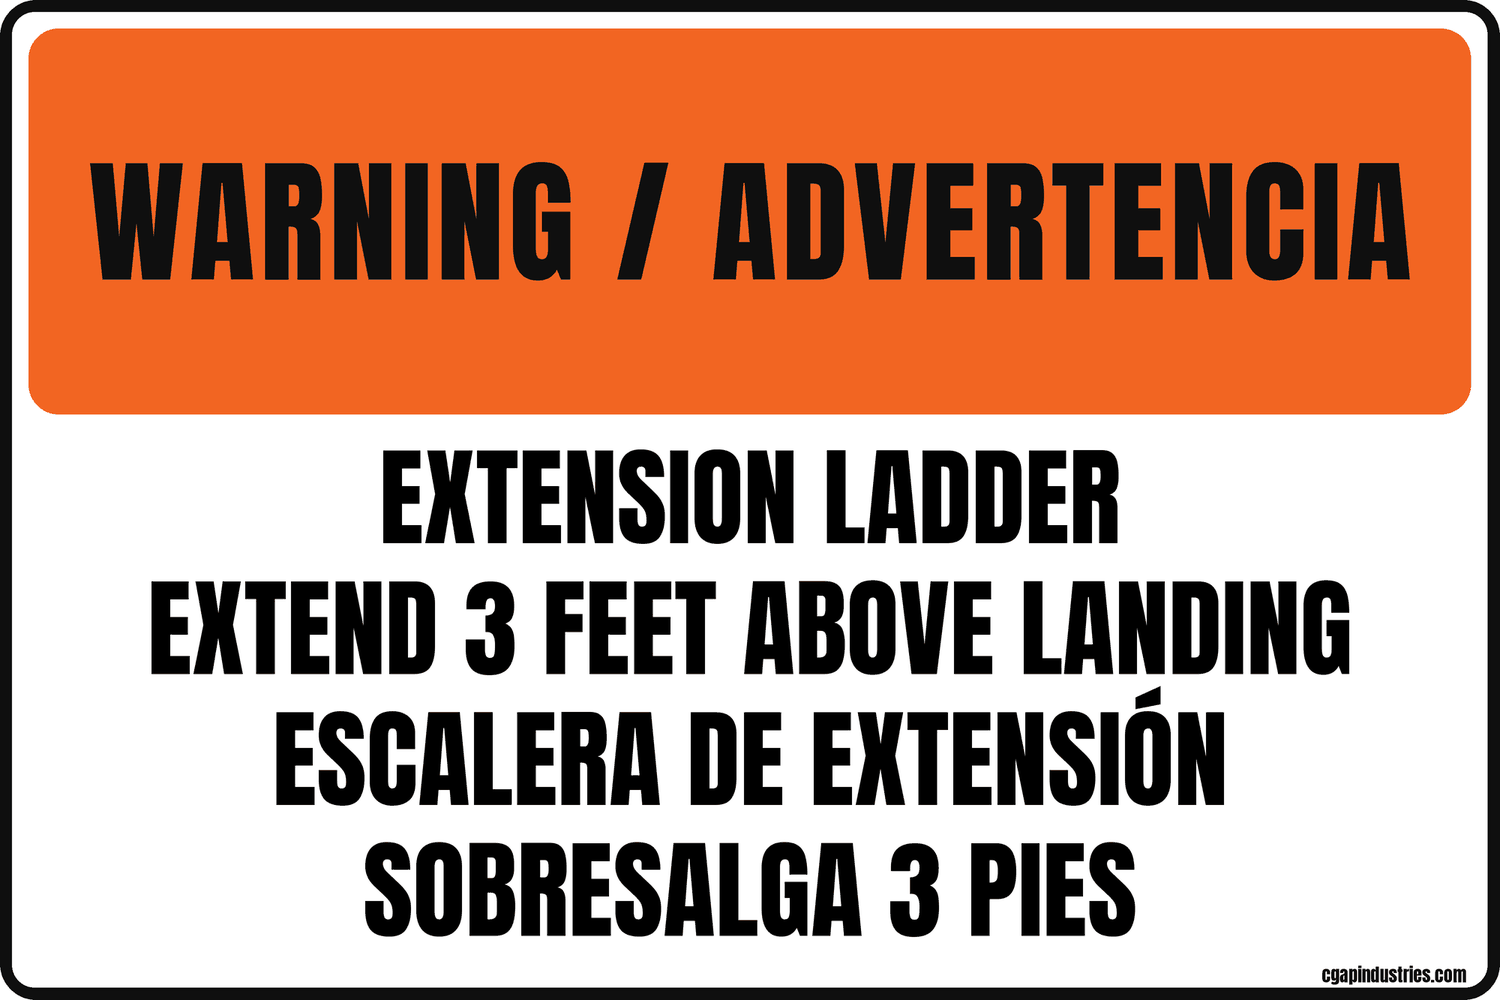 WARNING / ADVERTENCIA
EXTENSION LADDER
EXTEND 3 FEET ABOVE LANDING
ESCALERA DE EXTENSIÓN
SOBRESALGA 3 PIES
cgapindustries.com